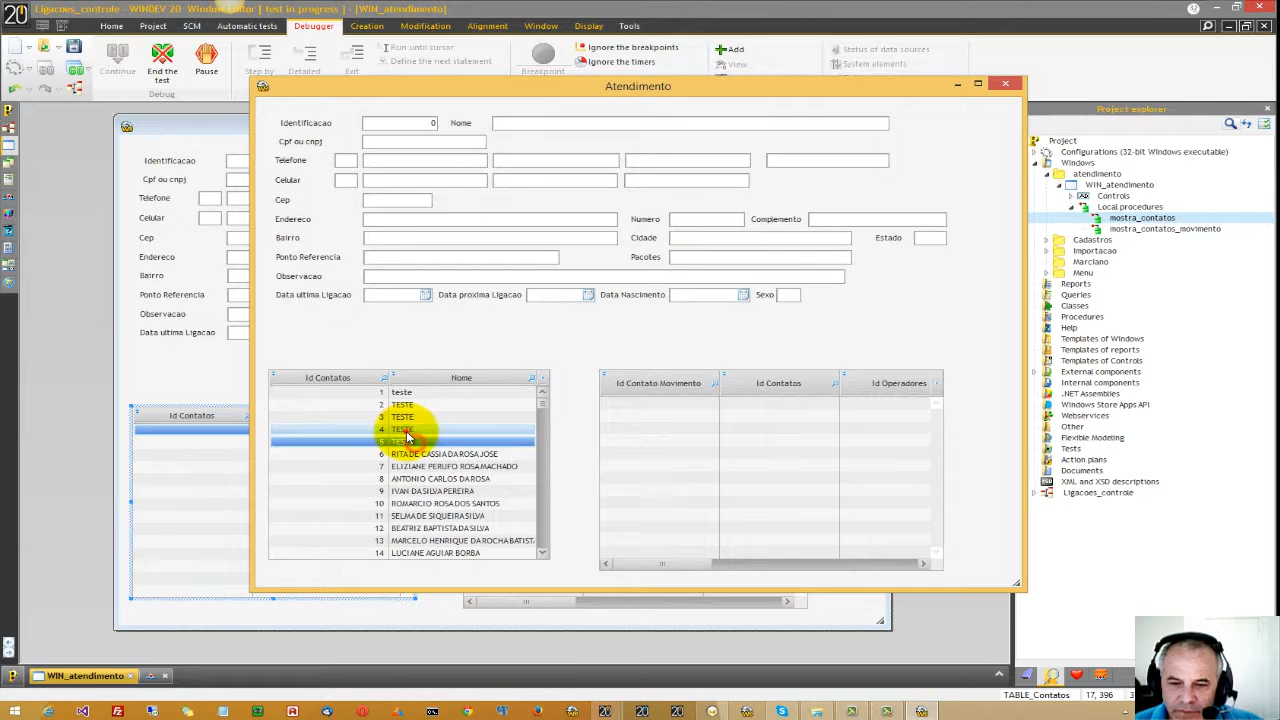 20 Ligacoes_controle - WINDEV 20 - Window Editor [ test in progress ] - [WIN_atendimento]
Home Project SCM Automatic tests Debugger Creation Modification Alignment Window Display Tools
Continue End the test Pause Step by Detailed Exit
Run until cursor
Define the next statement
Breakpoint
Ignore the breakpoints
Ignore the timers
Add
View
Status of data sources
System elements
Debug
Atendimento
Identificacao 0 Nome
Cpf ou cnpj
Telefone
Celular
Cep
Endereco Numero Complemento
Bairro Cidade Estado
Ponto Referencia Pacotes
Observacao
Data ultima Ligacao Data proxima Ligacao Data Nascimento Sexo
Id Contatos Nome
1 teste
2 TESTE
3 TESTE
4 TESTE
5
6 RITA DE CASSIA DA ROSA JOSE
7 ELIZIANE PERUFO ROSA MACHADO
8 ANTONIO CARLOS DA ROSA
9 IVAN DA SILVA PEREIRA
10 ROMARCIO ROSA DOS SANTOS
11 SELMA DE SIQUEIRA SILVA
12 BEATRIZ BAPTISTA DA SILVA
13 MARCELO HENRIQUE DA ROCHA BATIST
14 LUCIANE AGUIAR BORBA
Id Contato Movimento Id Contatos Id Operadores
Identificacao
Cpf ou cnpj
Telefone
Celular
Cep
Endereco
Bairro
Ponto Referencia
Observacao
Data ultima Ligacao
Id Contatos
Project explorer
Project
Configurations (32-bit Windows executable)
Windows
atendimento
WIN_atendimento
Controls
Local procedures
mostra_contatos
mostra_contatos_movimento
Cadastros
Importacao
Marciano
Menu
Reports
Queries
Classes
Procedures
Help
Templates of Windows
Templates of reports
Templates of Controls
External components
Internal components
.NET Assemblies
Windows Store Apps API
Webservices
Other
Flexible Modeling
Tests
Action plans
Documents
XML and XSD descriptions
Ligacoes_controle
WIN_atendimento
TABLE_Contatos 17, 396